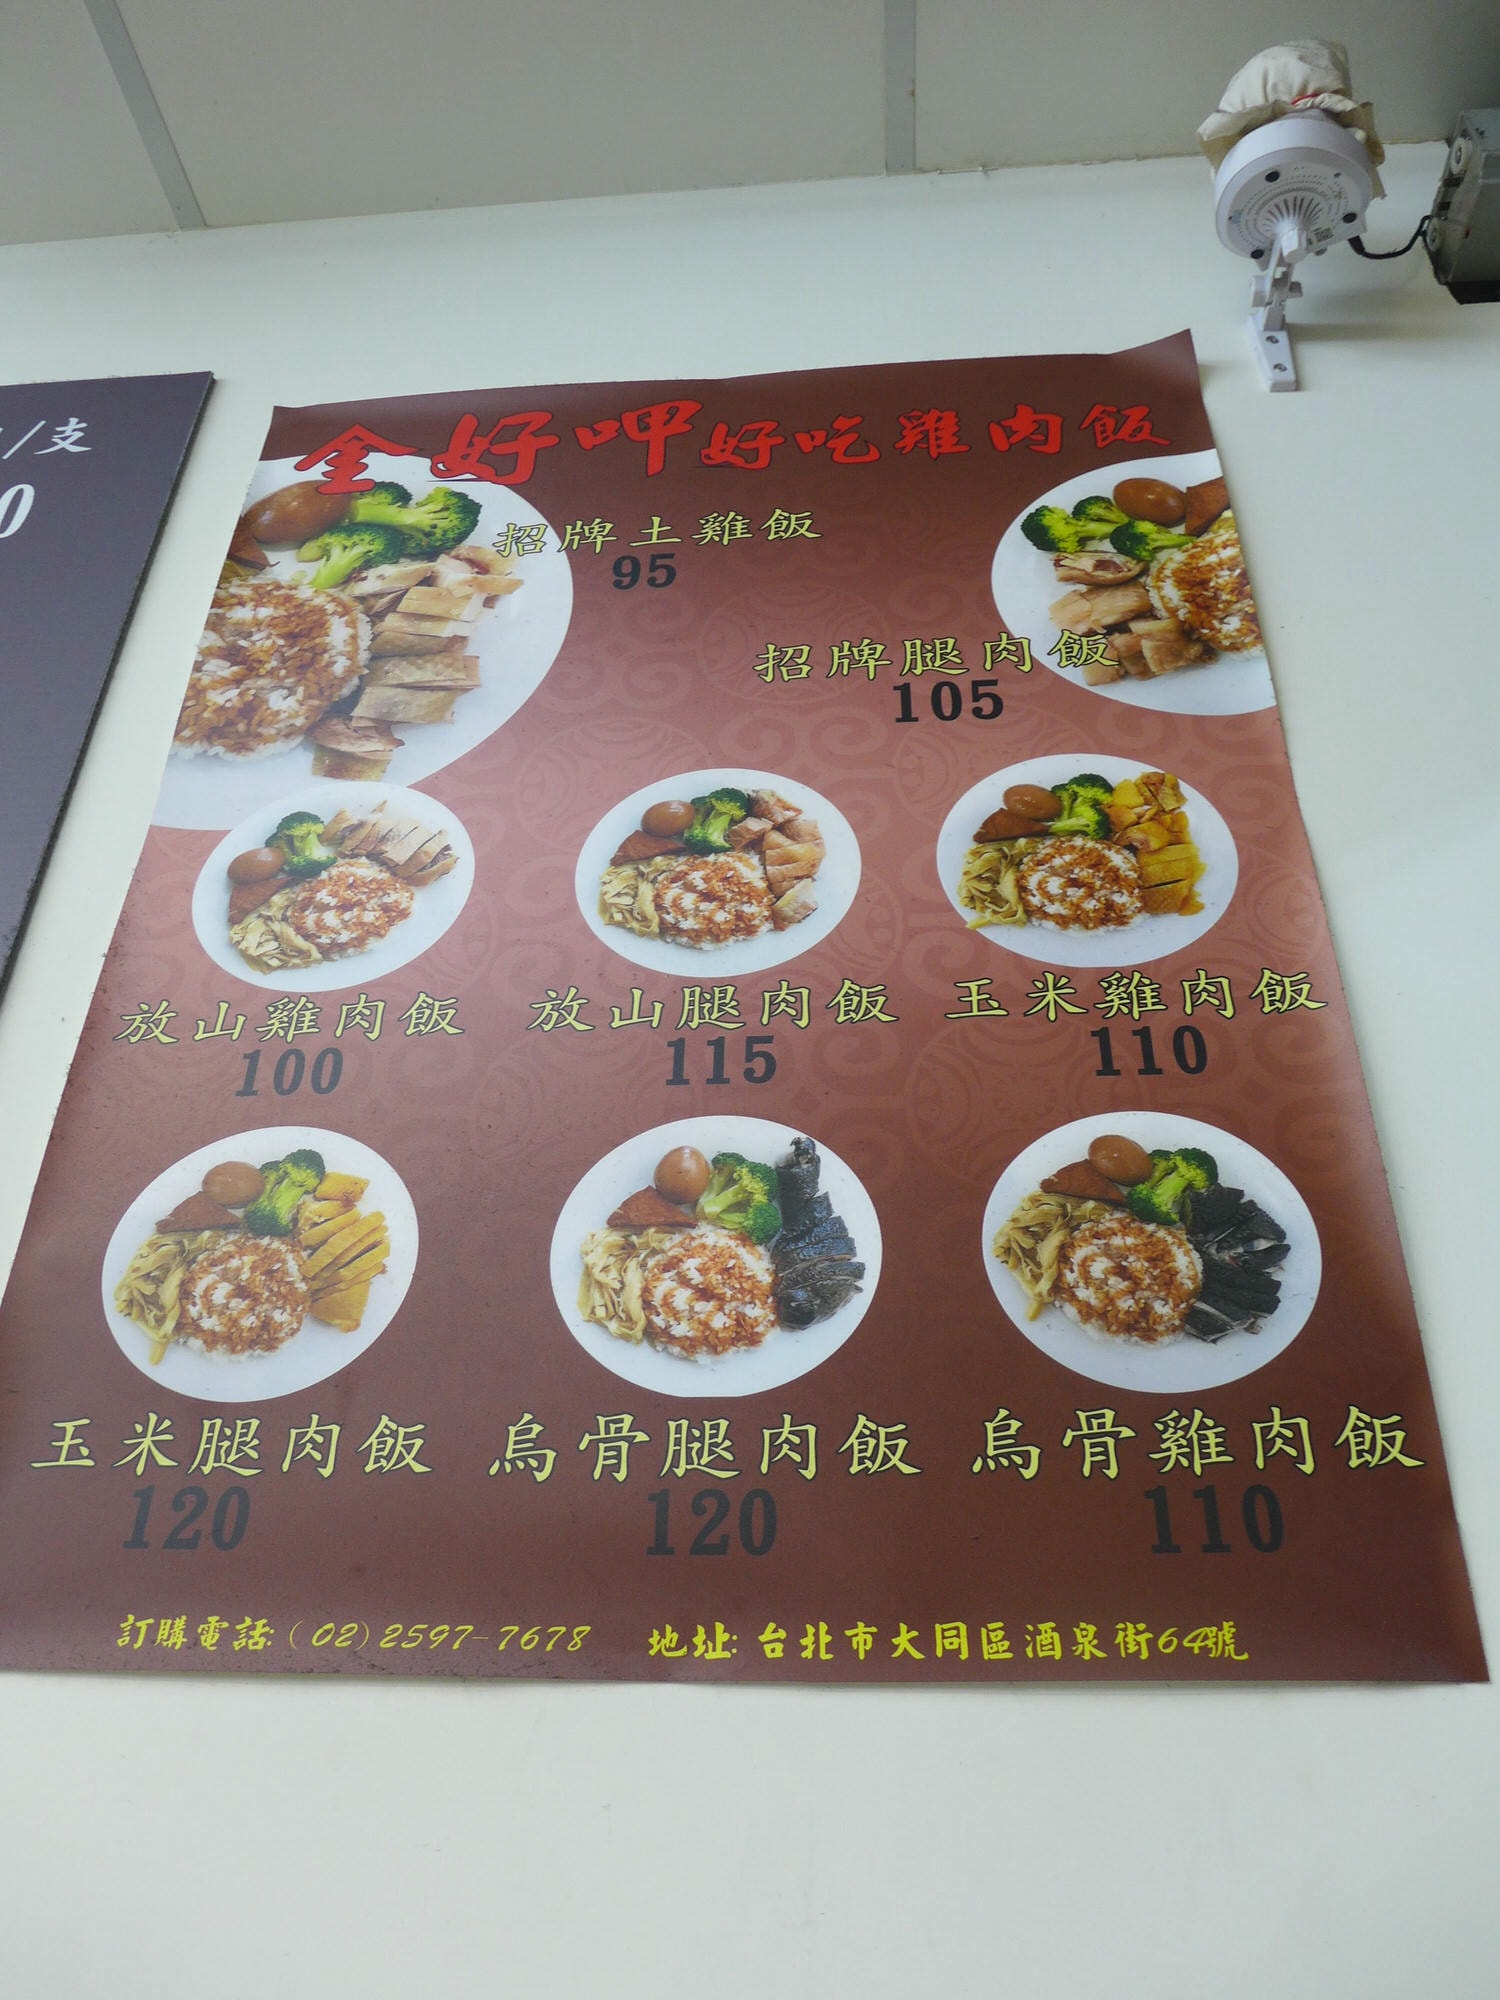 /支
0
全好呷好吃雞肉飯
招牌土雞飯
95
招牌腿肉飯
105
放山雞肉飯
100
放山腿肉飯
115
玉米雞肉飯
110
玉米腿肉飯
120
烏骨腿肉飯
120
烏骨雞肉飯
110
訂購電話:(02)2597-7678 地址:台北市大同區酒泉街64號